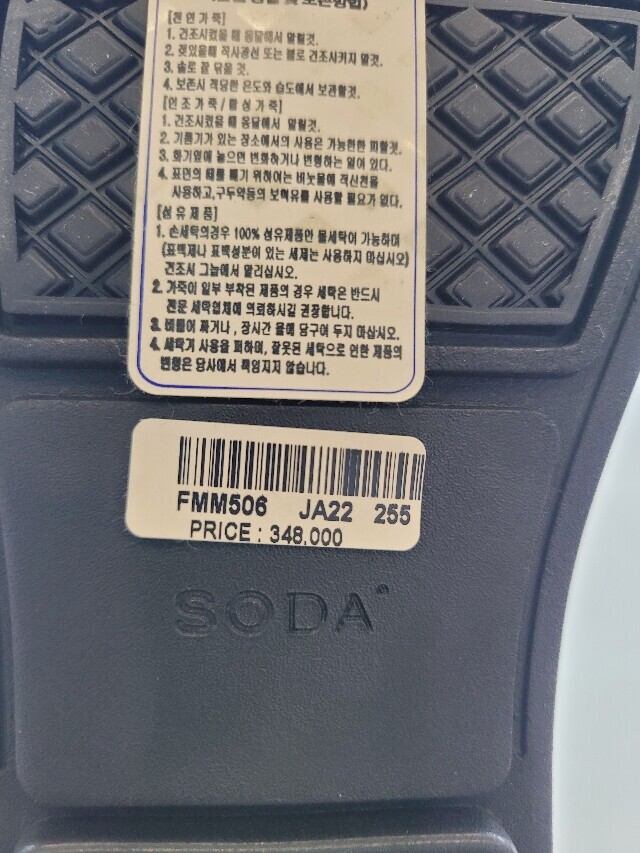 [천연가죽]
1. 건조시켰을 때 응달에서 말릴것.
2. 젖었을때 직사광선 또는 불로 건조시키지 말것.
3. 솔로 잘 닦을 것.
4. 보존시 적당한 온도와 습도에서 보관할것.
[인조가죽/합성가죽]
1. 건조시켰을 때 응달에서 말릴것.
2. 기름기가 있는 장소에서의 사용은 가능한한 피할것.
3. 화기옆에 놓으면 변화하거나 변형하는 일이 있다.
4. 표면의 때를 빼기 위하여는 비눗물에 적신천을
사용하고,구두약등의 보혁유를 사용할 필요가 없다.
[섬유제품]
1. 손세탁의경우 100% 섬유제품만 물세탁이 가능하며
(표백제나 표백성분이 있는 세제는 사용하지 마십시오)
건조시 그늘에서 말리십시오.
2. 가죽이 일부 부착된 제품의 경우 세탁은 반드시
전문 세탁업체에 의뢰하시길 권장합니다.
3. 비틀어 짜거나, 장시간 물에 담구어 두지 마십시오.
4. 세탁기 사용을 피하며, 잘못된 세탁으로 인한 제품의
변형은 당사에서 책임지지 않습니다.
FMM506 JA22 255
PRICE : 348,000
SODA